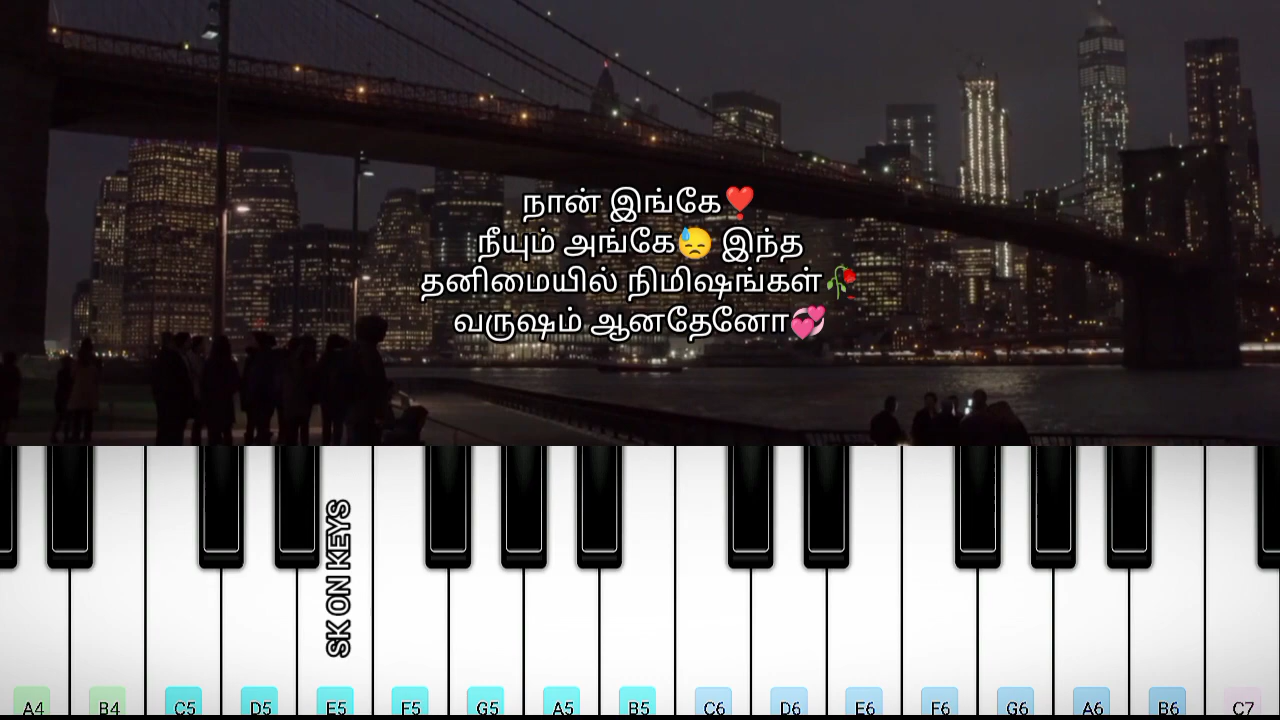 நான் இங்கே❣️
நீயும் அங்கே😓 இந்த
தனிமையில் நிமிஷங்கள்🥀
வருஷம் ஆனதேனோ💞
SK ON KEYS
A4 B4 C5 D5 E5 F5 G5 A5 B5 C6 D6 E6 F6 G6 A6 B6 C7